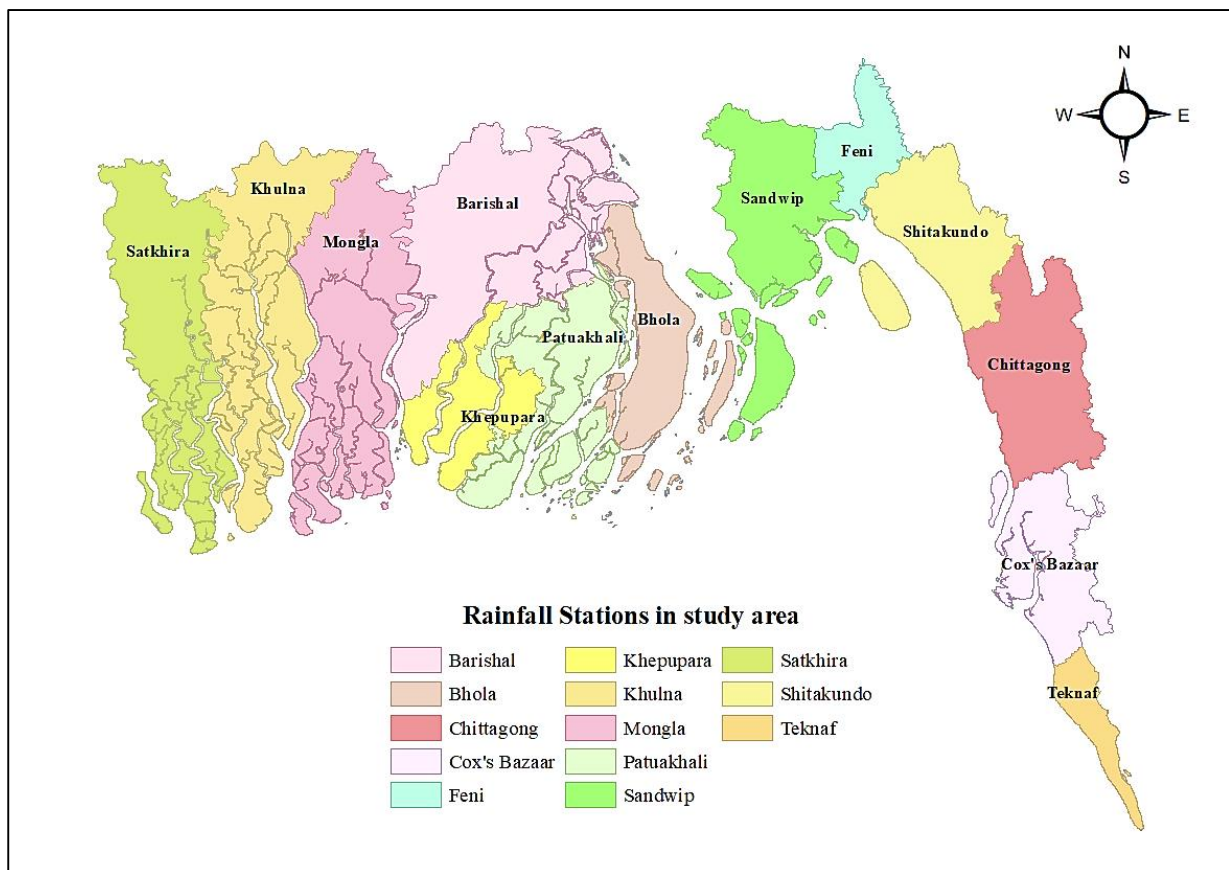 N
W E
S
Feni
Khulna
Sandwip
Barishal
Shitakundo
Satkhira
Mongla
Bhola
Patuakhali
Chittagong
Khepupara
Cox's Bazaar
Teknaf
Rainfall Stations in study area
Barishal
Bhola
Chittagong
Cox's Bazaar
Feni
Khepupara
Khulna
Mongla
Patuakhali
Sandwip
Satkhira
Shitakundo
Teknaf